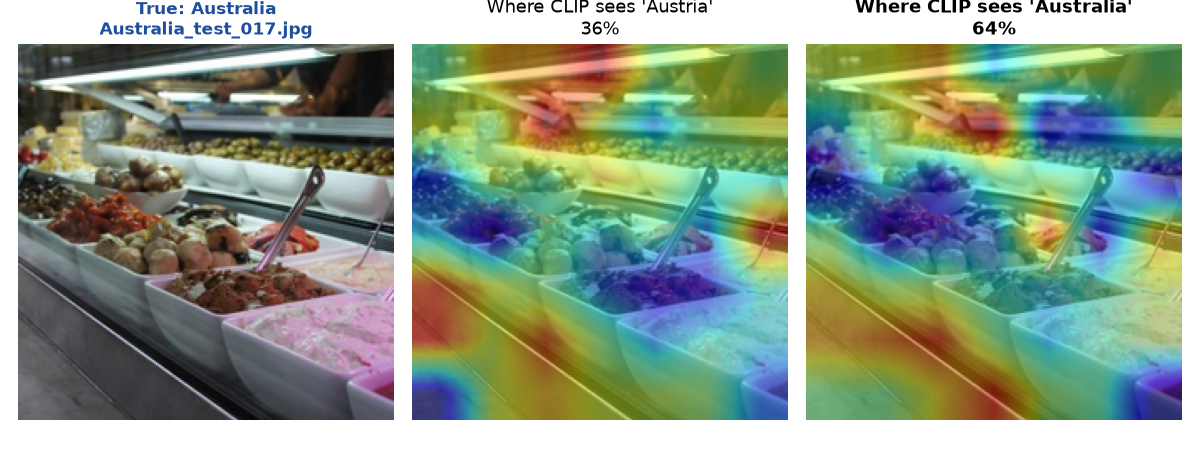 True: Australia
Australia_test_017.jpg
Where CLIP sees 'Austria'
36%
Where CLIP sees 'Australia'
64%